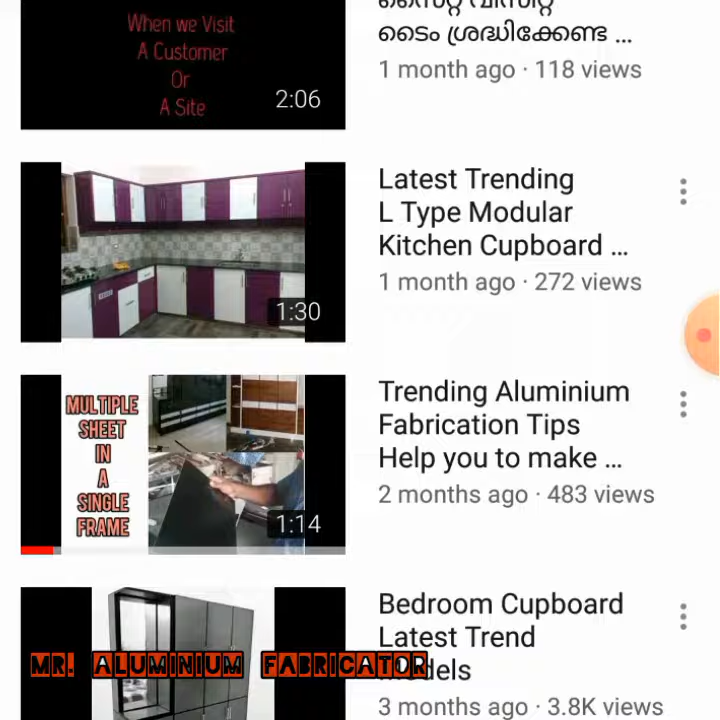 When we Visit
A Customer
Or
A Site
2:06
സൈറ്റ് വിസിറ്റ്
ടൈം ശ്രദ്ധിക്കേണ്ട ...
1 month ago · 118 views
1:30
Latest Trending
L Type Modular
Kitchen Cupboard ...
1 month ago · 272 views
MULTIPLE
SHEET
IN
A
SINGLE
FRAME
1:14
Trending Aluminium
Fabrication Tips
Help you to make ...
2 months ago · 483 views
Bedroom Cupboard
Latest Trend
Models
3 months ago · 3.8K views
MR. ALUMINIUM FABRICATOR